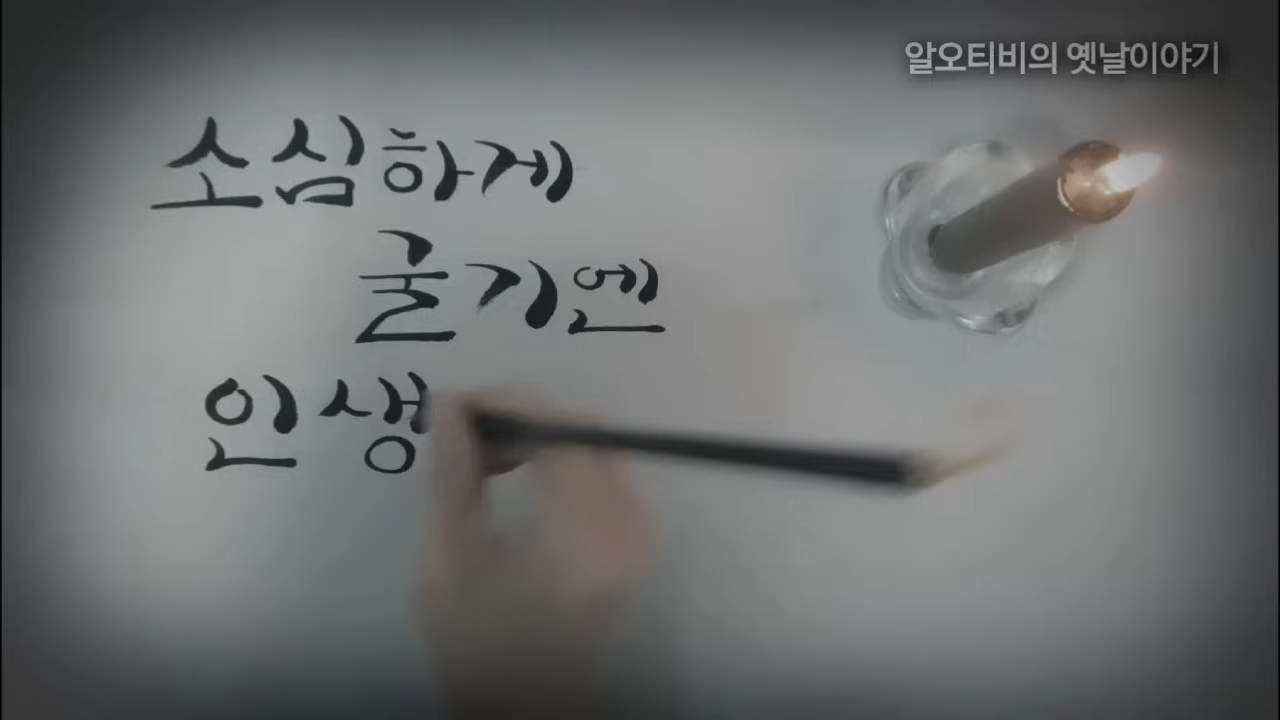 알오티비의 옛날이야기
소심하게
굴기엔
인생